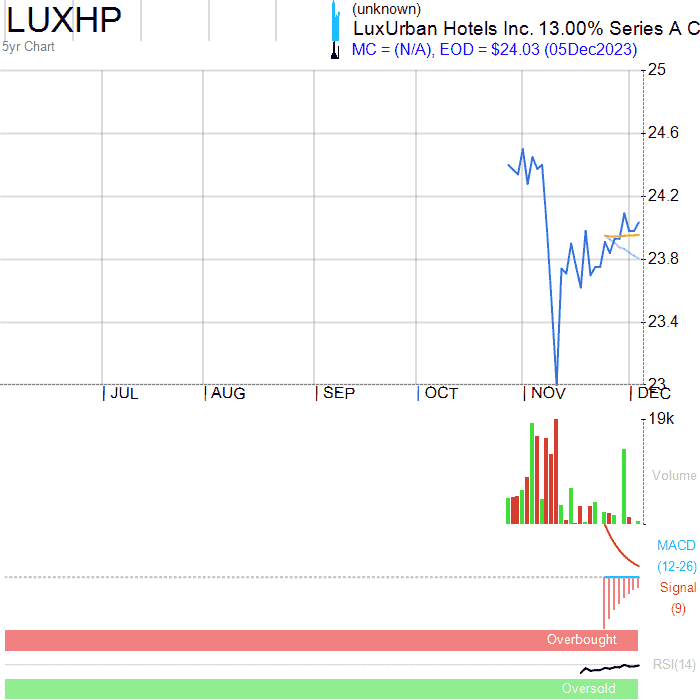 LUXHP
5yr Chart
(unknown)
LuxUrban Hotels Inc. 13.00% Series A C
MC = (N/A), EOD = $24.03 (05Dec2023)
25
24.6
24.2
23.8
23.4
23
JUL AUG SEP OCT NOV DEC
19k
Volume
MACD
(12-26)
Signal
(9)
Overbought
RSI(14)
Oversold